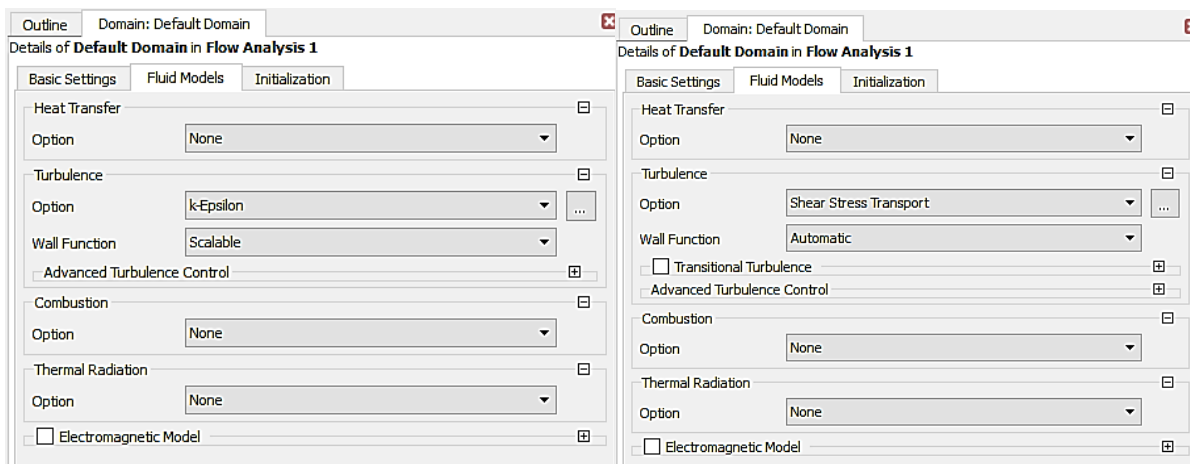 Outline Domain: Default Domain
Details of Default Domain in Flow Analysis 1
Basic Settings Fluid Models Initialization
Heat Transfer
Option None
Turbulence
Option k-Epsilon ...
Wall Function Scalable
Advanced Turbulence Control
Combustion
Option None
Thermal Radiation
Option None
Electromagnetic Model
Outline Domain: Default Domain
Details of Default Domain in Flow Analysis 1
Basic Settings Fluid Models Initialization
Heat Transfer
Option None
Turbulence
Option Shear Stress Transport ...
Wall Function Automatic
Transitional Turbulence
Advanced Turbulence Control
Combustion
Option None
Thermal Radiation
Option None
Electromagnetic Model